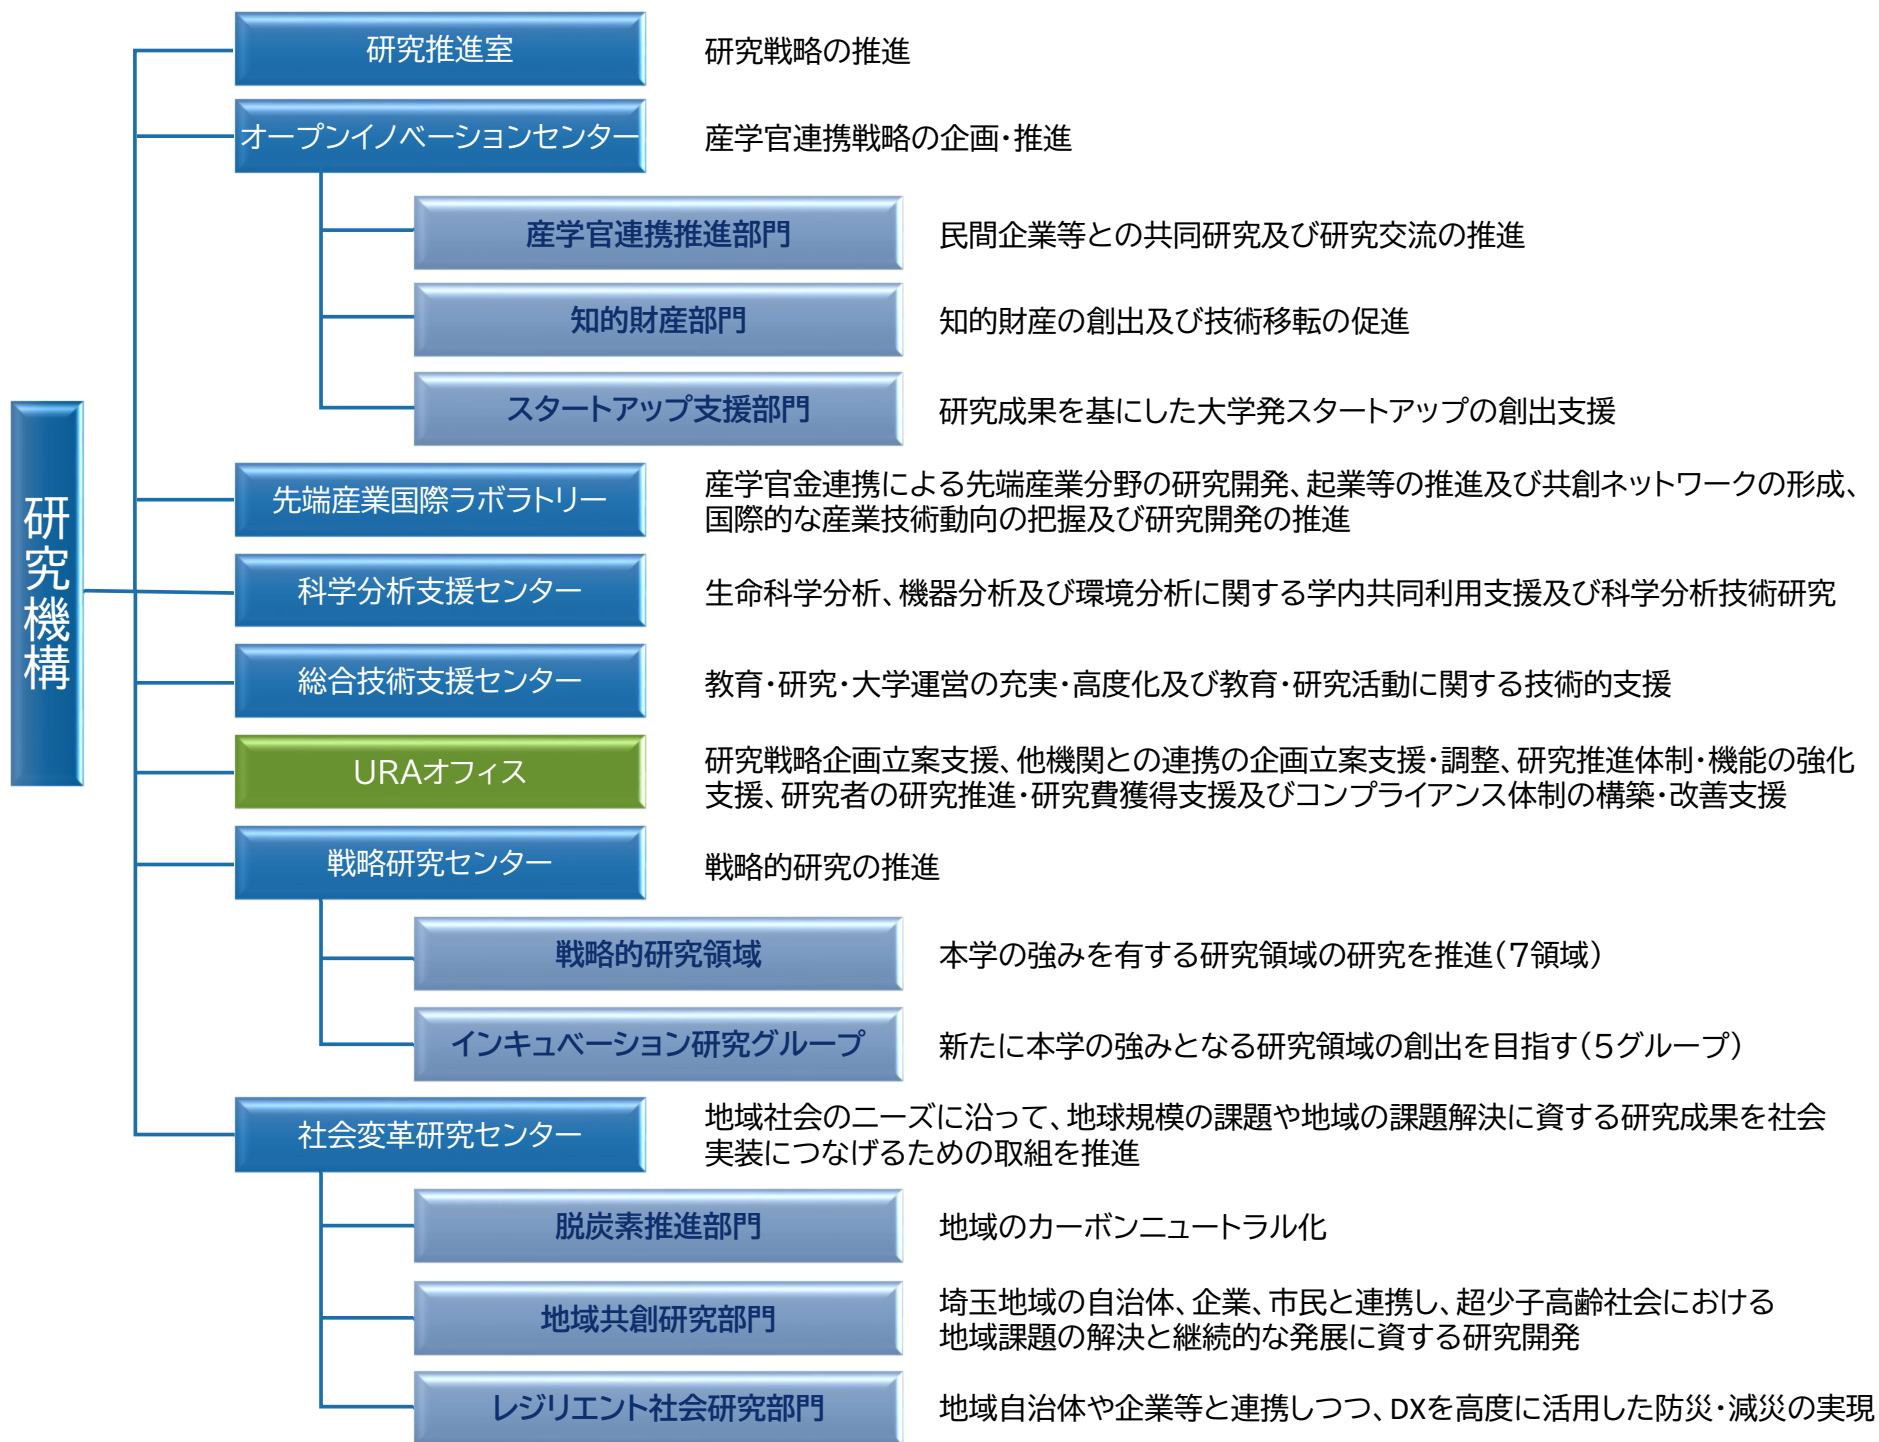 研究機構
研究推進室
研究戦略の推進
オープンイノベーションセンター
産学官連携戦略の企画・推進
産学官連携推進部門
民間企業等との共同研究及び研究交流の推進
知的財産部門
知的財産の創出及び技術移転の促進
スタートアップ支援部門
研究成果を基にした大学発スタートアップの創出支援
先端産業国際ラボラトリー
産学官金連携による先端産業分野の研究開発、起業等の推進及び共創ネットワークの形成、
国際的な産業技術動向の把握及び研究開発の推進
科学分析支援センター
生命科学分析、機器分析及び環境分析に関する学内共同利用支援及び科学分析技術研究
総合技術支援センター
教育・研究・大学運営の充実・高度化及び教育・研究活動に関する技術的支援
URAオフィス
研究戦略企画立案支援、他機関との連携の企画立案支援・調整、研究推進体制・機能の強化
支援、研究者の研究推進・研究費獲得支援及びコンプライアンス体制の構築・改善支援
戦略研究センター
戦略的研究の推進
戦略的研究領域
本学の強みを有する研究領域の研究を推進（7領域）
インキュベーション研究グループ
新たに本学の強みとなる研究領域の創出を目指す（5グループ）
社会変革研究センター
地域社会のニーズに沿って、地球規模の課題や地域の課題解決に資する研究成果を社会
実装につなげるための取組を推進
脱炭素推進部門
地域のカーボンニュートラル化
地域共創研究部門
埼玉地域の自治体、企業、市民と連携し、超少子高齢社会における
地域課題の解決と継続的な発展に資する研究開発
レジリエント社会研究部門
地域自治体や企業等と連携しつつ、DXを高度に活用した防災・減災の実現